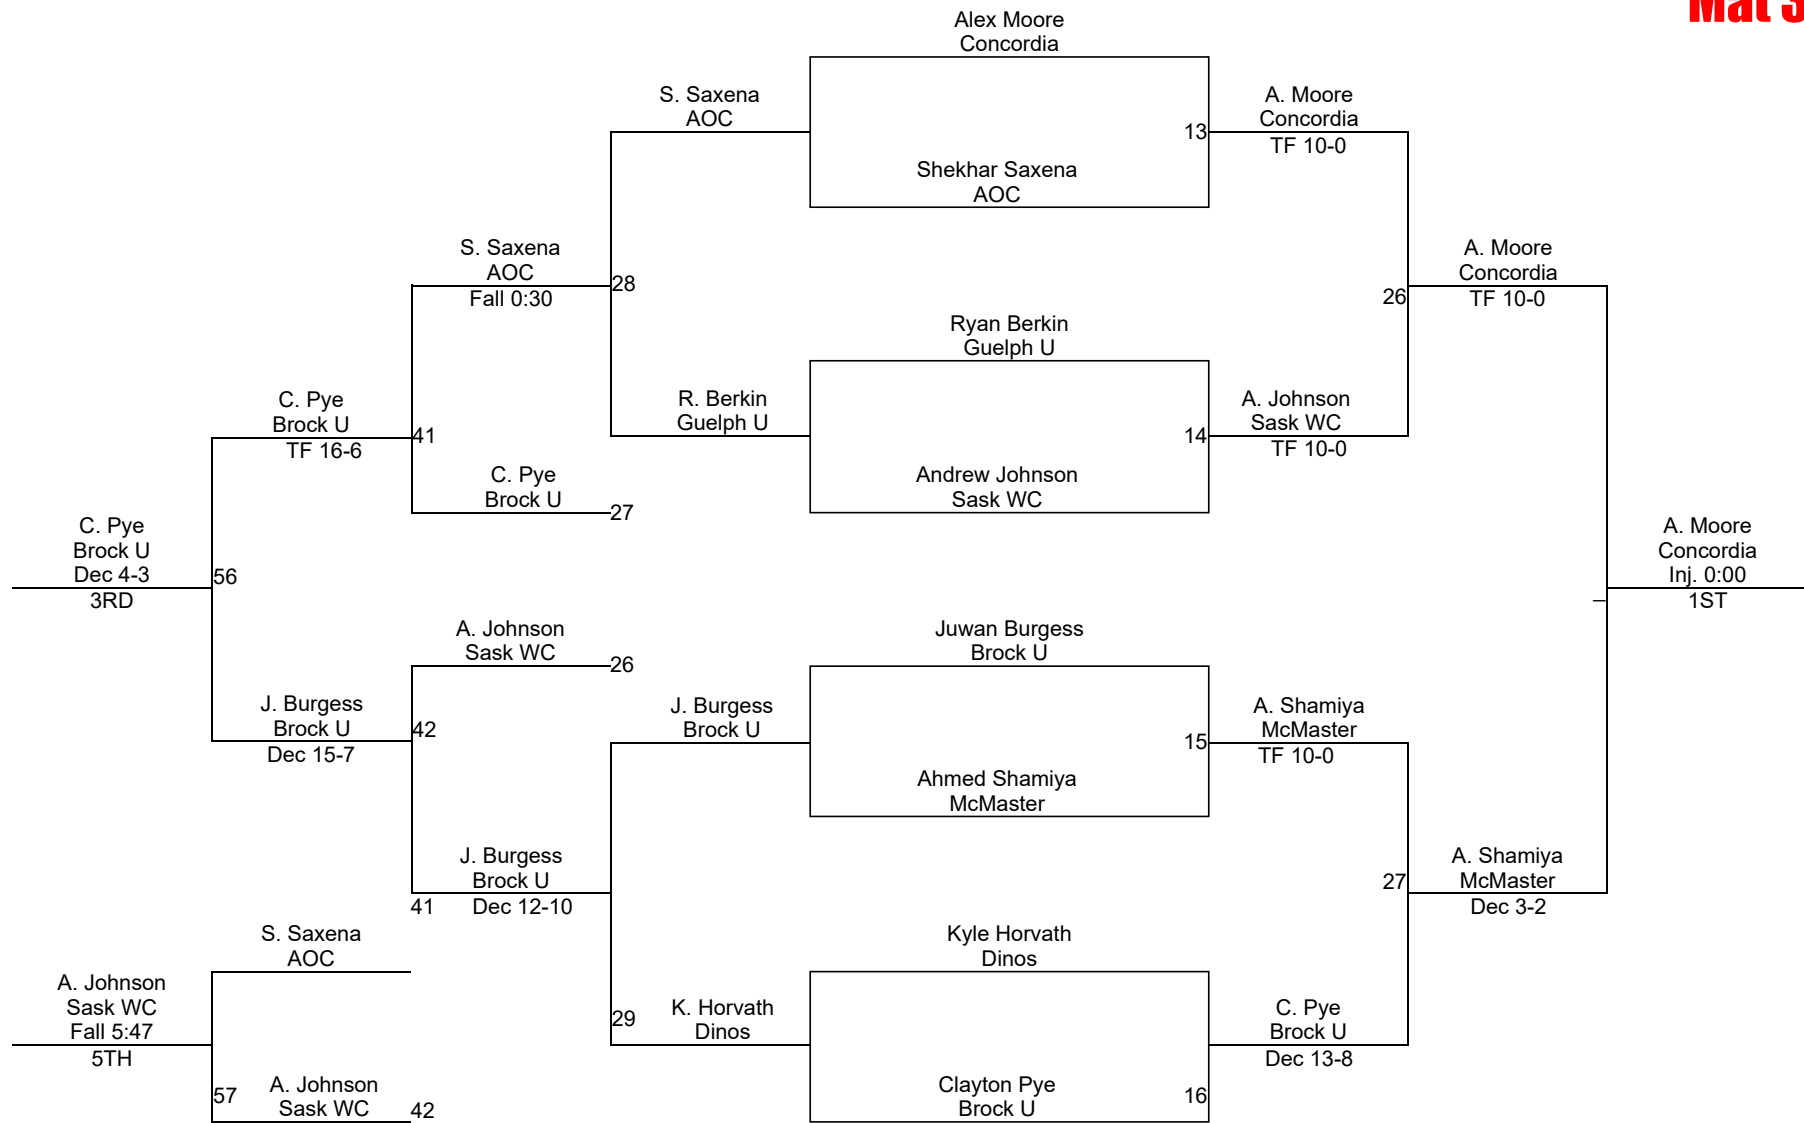 Mat 3
Alex Moore
Concordia
S. Saxena
AOC
13
A. Moore
Concordia
TF 10-0
Shekhar Saxena
AOC
S. Saxena
AOC
Fall 0:30
28
A. Moore
Concordia
TF 10-0
26
Ryan Berkin
Guelph U
C. Pye
Brock U
TF 16-6
41
R. Berkin
Guelph U
14
A. Johnson
Sask WC
TF 10-0
C. Pye
Brock U
27
Andrew Johnson
Sask WC
C. Pye
Brock U
Dec 4-3
3RD
56
A. Moore
Concordia
Inj. 0:00
1ST
A. Johnson
Sask WC
26
Juwan Burgess
Brock U
J. Burgess
Brock U
Dec 15-7
42
J. Burgess
Brock U
15
A. Shamiya
McMaster
TF 10-0
Ahmed Shamiya
McMaster
J. Burgess
Brock U
Dec 12-10
41
27
A. Shamiya
McMaster
Dec 3-2
S. Saxena
AOC
Kyle Horvath
Dinos
A. Johnson
Sask WC
Fall 5:47
5TH
29
K. Horvath
Dinos
C. Pye
Brock U
Dec 13-8
57
A. Johnson
Sask WC
42
Clayton Pye
Brock U
16